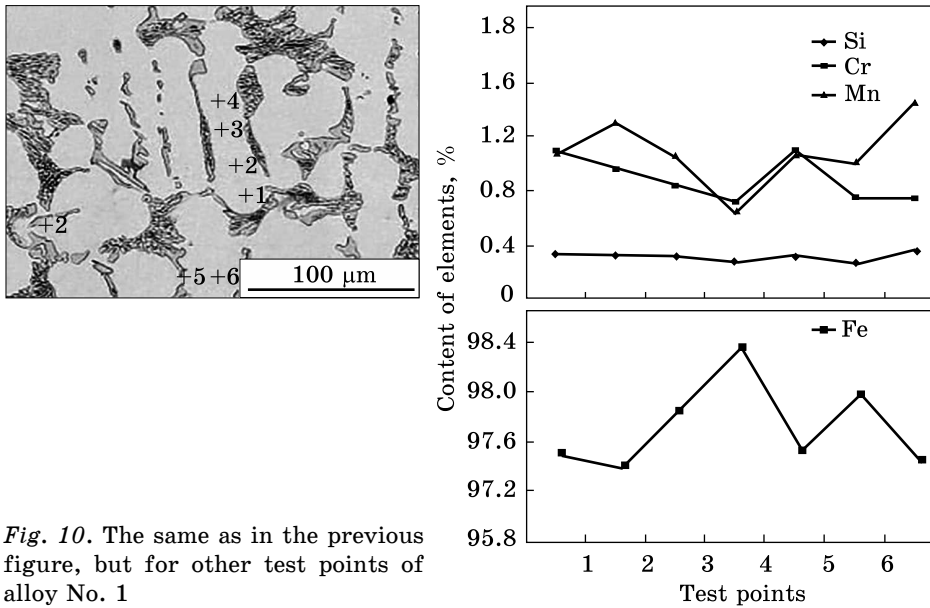 +4
+3
+2
+1
+2
+5 +6
100 μm
Content of elements, %
1.8
1.6
1.2
0.8
0.4
0
Si
Cr
Mn
98.4
98.0
97.6
97.2
95.8
Fe
1 2 3 4 5 6
Test points
Fig. 10. The same as in the previous
figure, but for other test points of
alloy No. 1